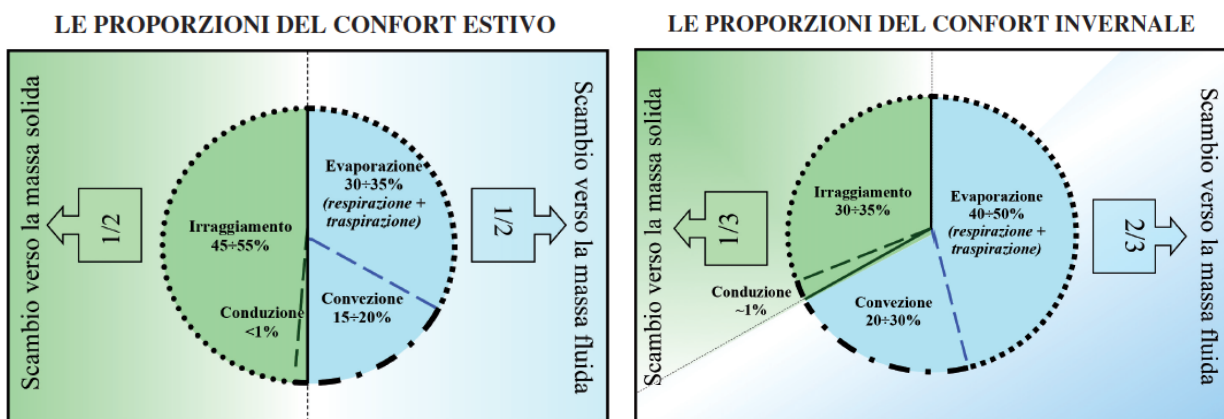 LE PROPORZIONI DEL CONFORT ESTIVO
Scambio verso la massa solida
1/2
Irraggiamento
45÷55%
Conduzione
<1%
Evaporazione
30÷35%
(respirazione +
traspirazione)
Convezione
15÷20%
1/2
Scambio verso la massa fluida
LE PROPORZIONI DEL CONFORT INVERNALE
Scambio verso la massa solida
1/3
Irraggiamento
30÷35%
Conduzione
~1%
Evaporazione
40÷50%
(respirazione +
traspirazione)
Convezione
20÷30%
2/3
Scambio verso la massa fluida